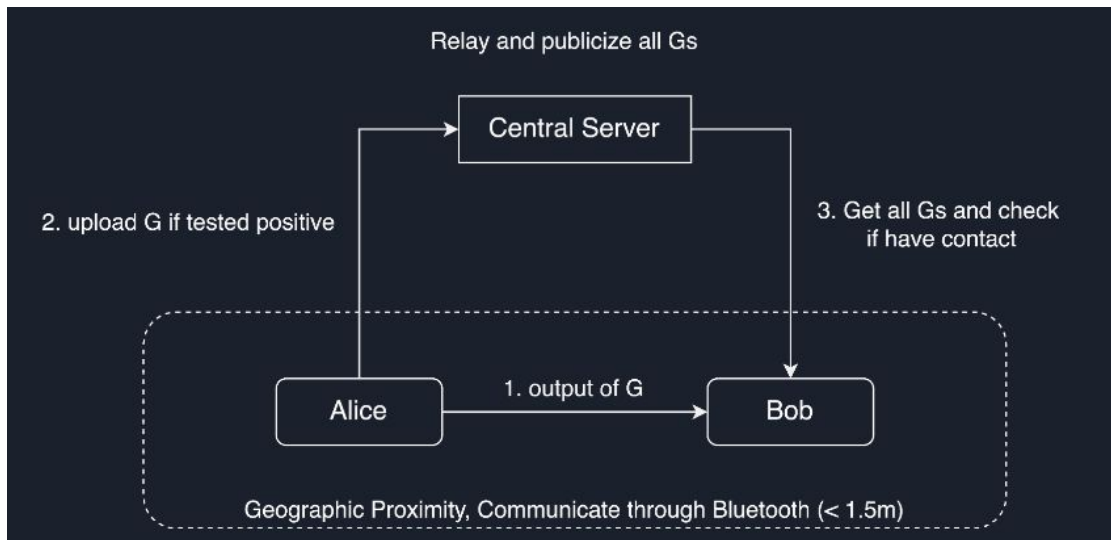 Relay and publicize all Gs
Central Server
2. upload G if tested positive
3. Get all Gs and check
if have contact
Alice
1. output of G
Bob
Geographic Proximity, Communicate through Bluetooth (< 1.5m)